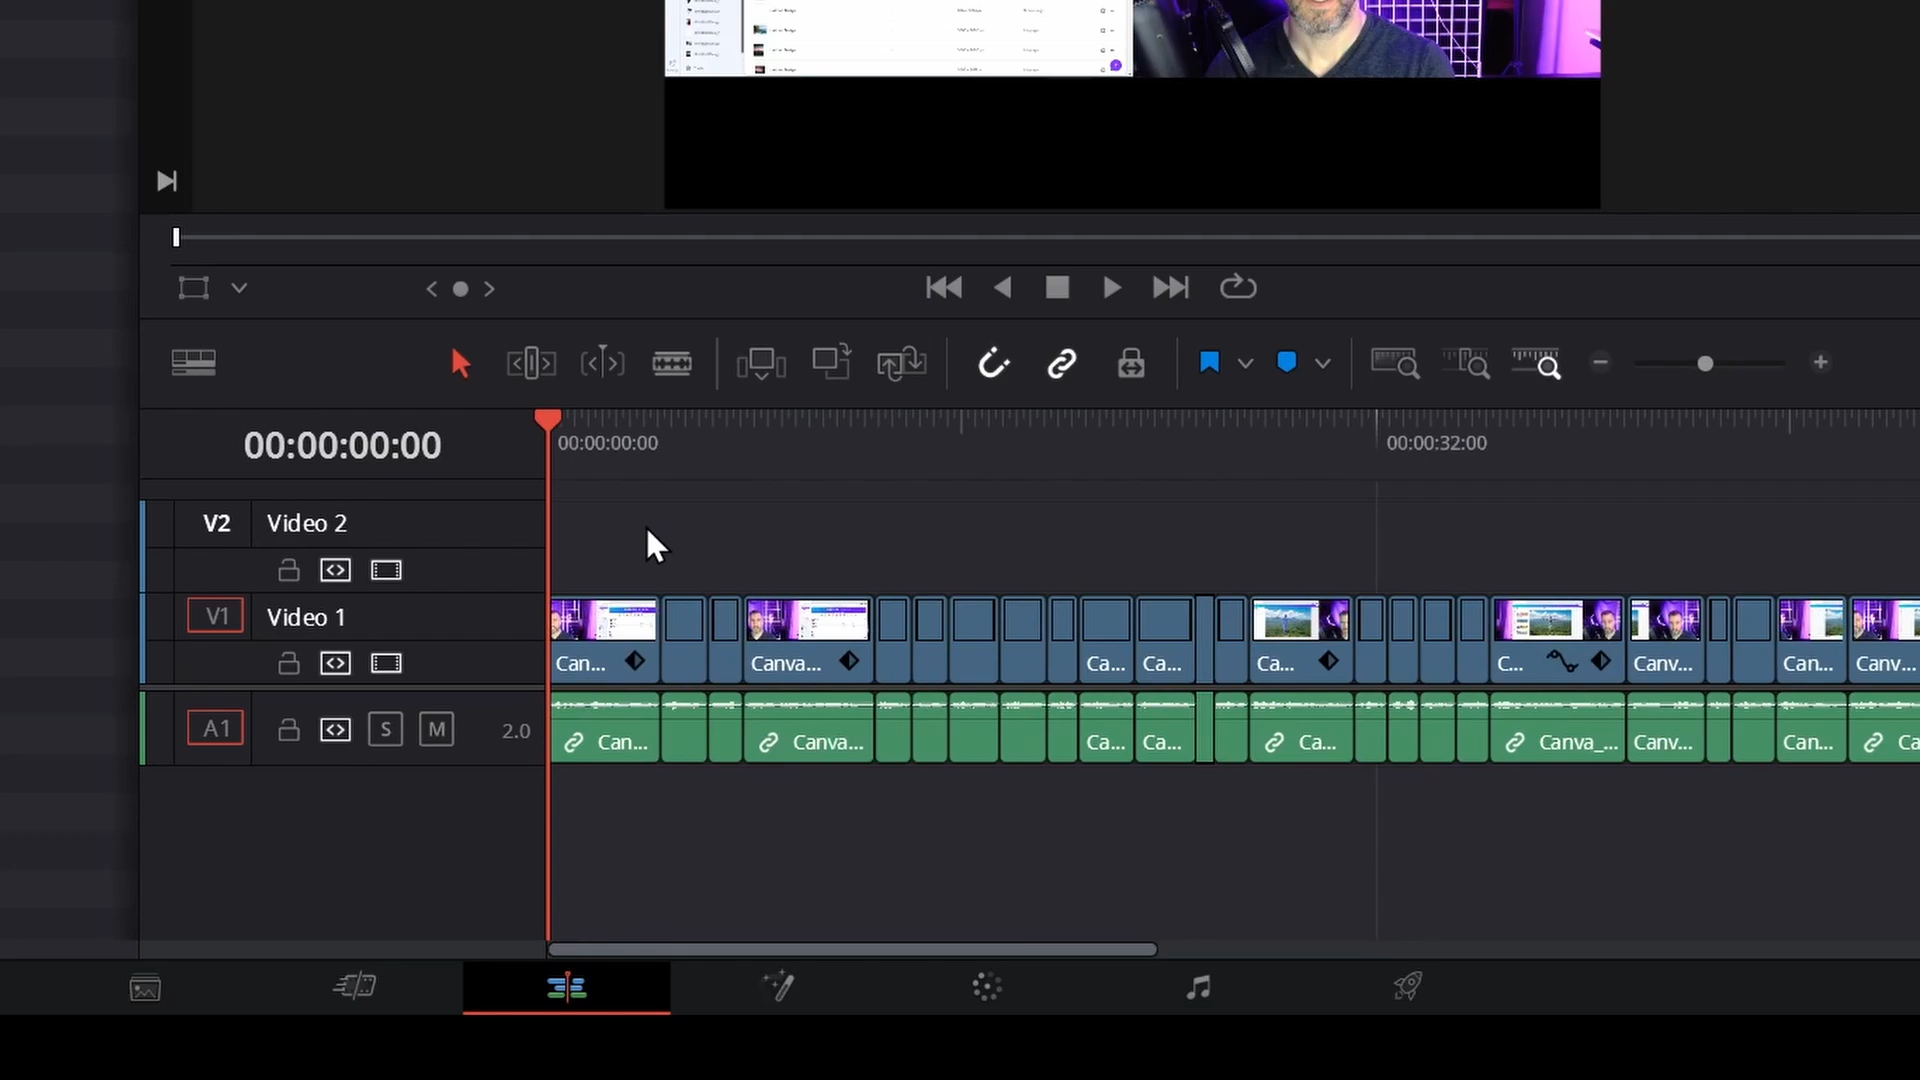 00:00:00:00
00:00:00:00
00:00:32:00
V2 Video 2
V1 Video 1
Can... Canva... Ca... Ca... Ca... C... Canv... Can... Canv...
A1 S M 2.0
Can... Canva... Ca... Ca... Ca... Canva_... Canv... Can... Ca